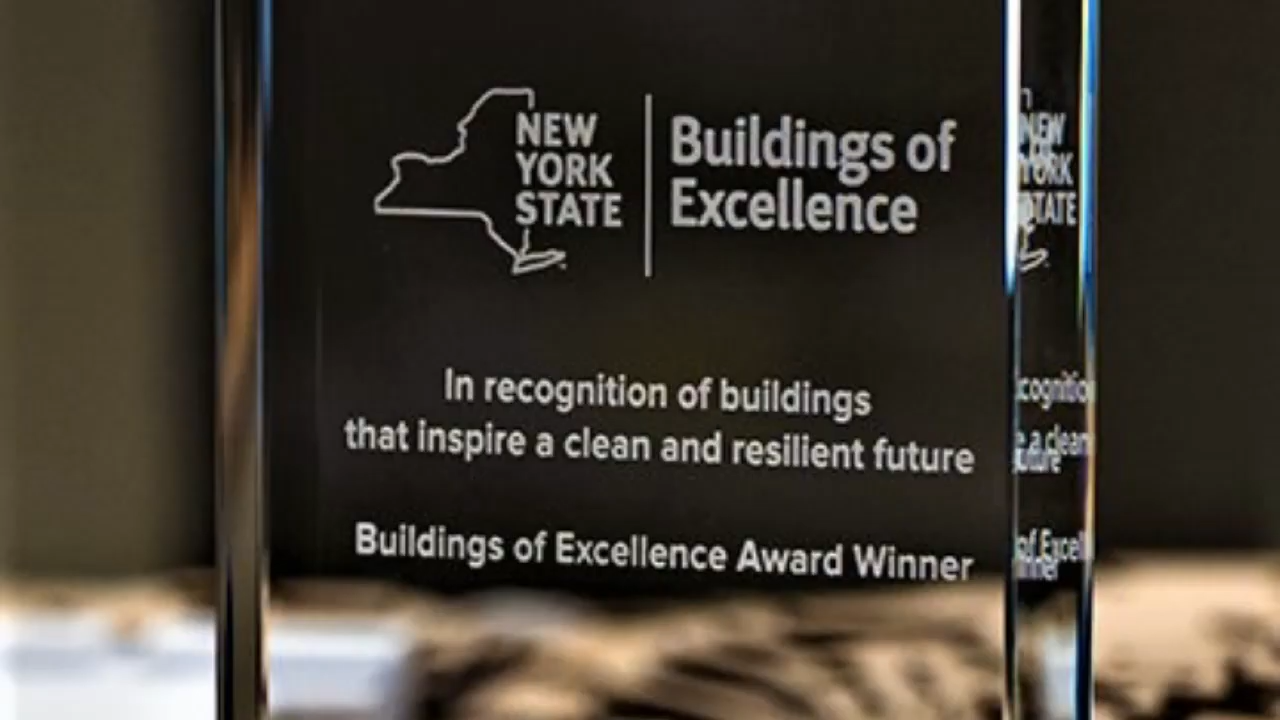 NEW
YORK
STATE
Buildings of
Excellence
In recognition of buildings
that inspire a clean and resilient future
Buildings of Excellence Award Winner